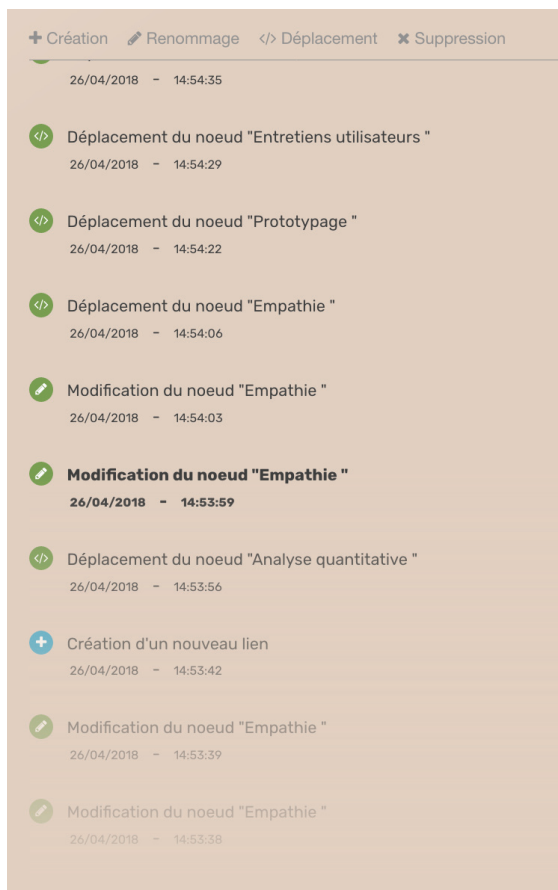 Création Renommage Déplacement Suppression
26/04/2018 - 14:54:35
Déplacement du noeud "Entretiens utilisateurs "
26/04/2018 - 14:54:29
Déplacement du noeud "Prototypage "
26/04/2018 - 14:54:22
Déplacement du noeud "Empathie "
26/04/2018 - 14:54:06
Modification du noeud "Empathie "
26/04/2018 - 14:54:03
Modification du noeud "Empathie "
26/04/2018 - 14:53:59
Déplacement du noeud "Analyse quantitative "
26/04/2018 - 14:53:56
Création d'un nouveau lien
26/04/2018 - 14:53:42
Modification du noeud "Empathie "
26/04/2018 - 14:53:39
Modification du noeud "Empathie "
26/04/2018 - 14:53:38